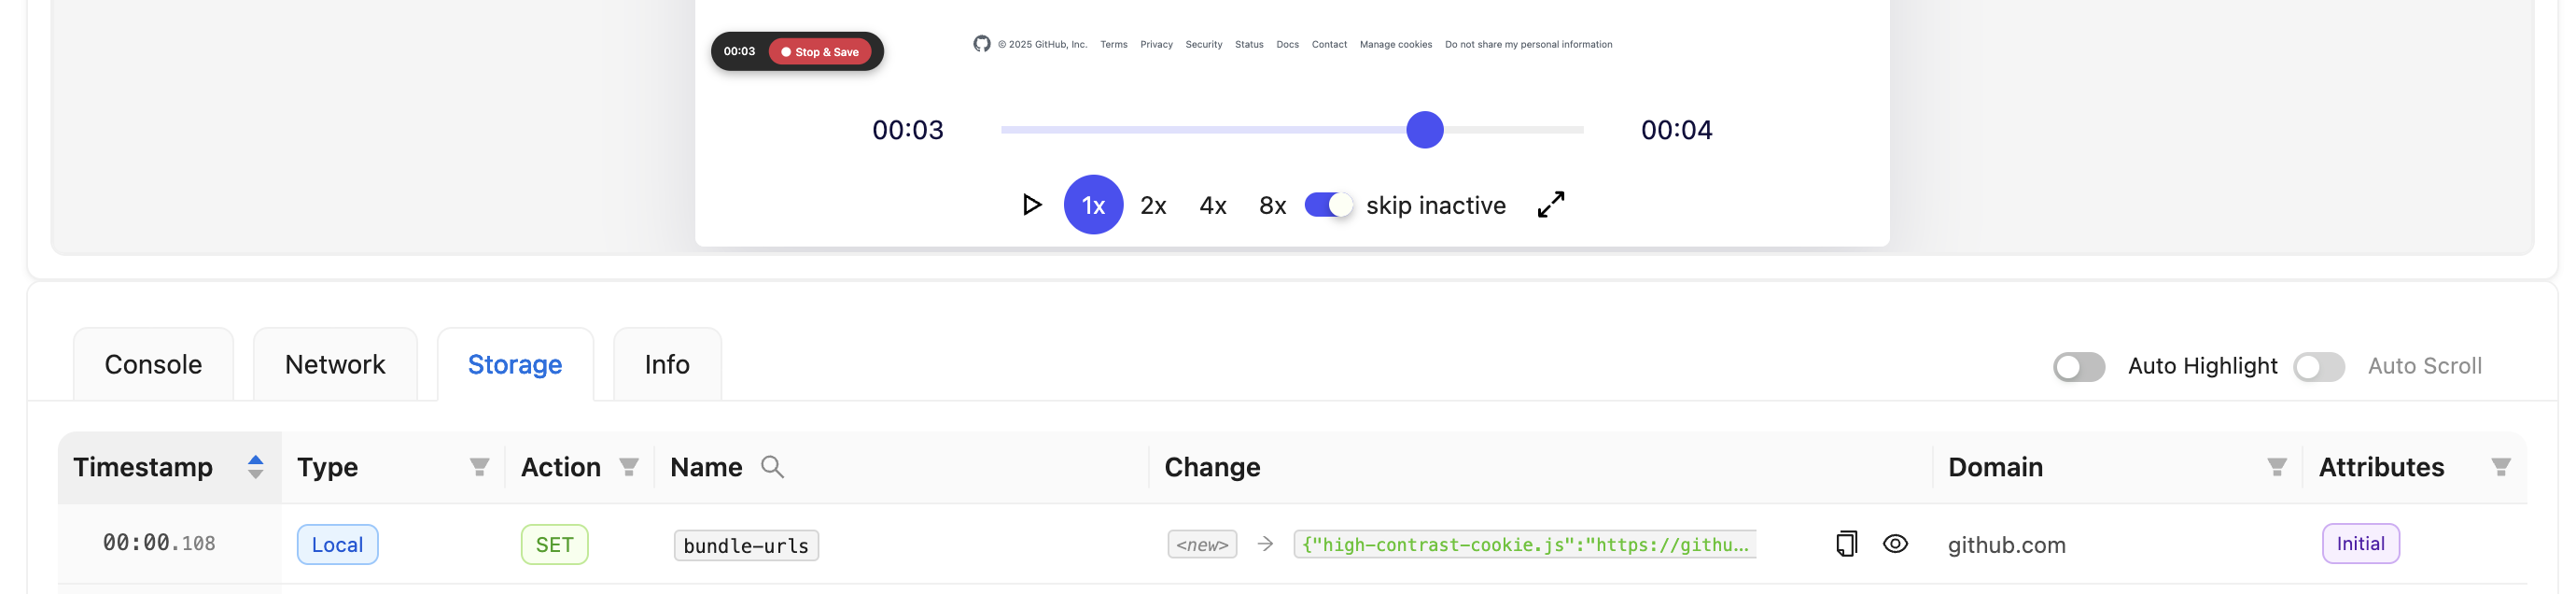 00:03 Stop & Save © 2025 GitHub, Inc. Terms Privacy Security Status Docs Contact Manage cookies Do not share my personal information
00:03 00:04
1x 2x 4x 8x skip inactive
Console Network Storage Info Auto Highlight Auto Scroll
Timestamp Type Action Name Change Domain Attributes
00:00.108 Local SET bundle-urls <new> → {"high-contrast-cookie.js":"https://githu... github.com Initial